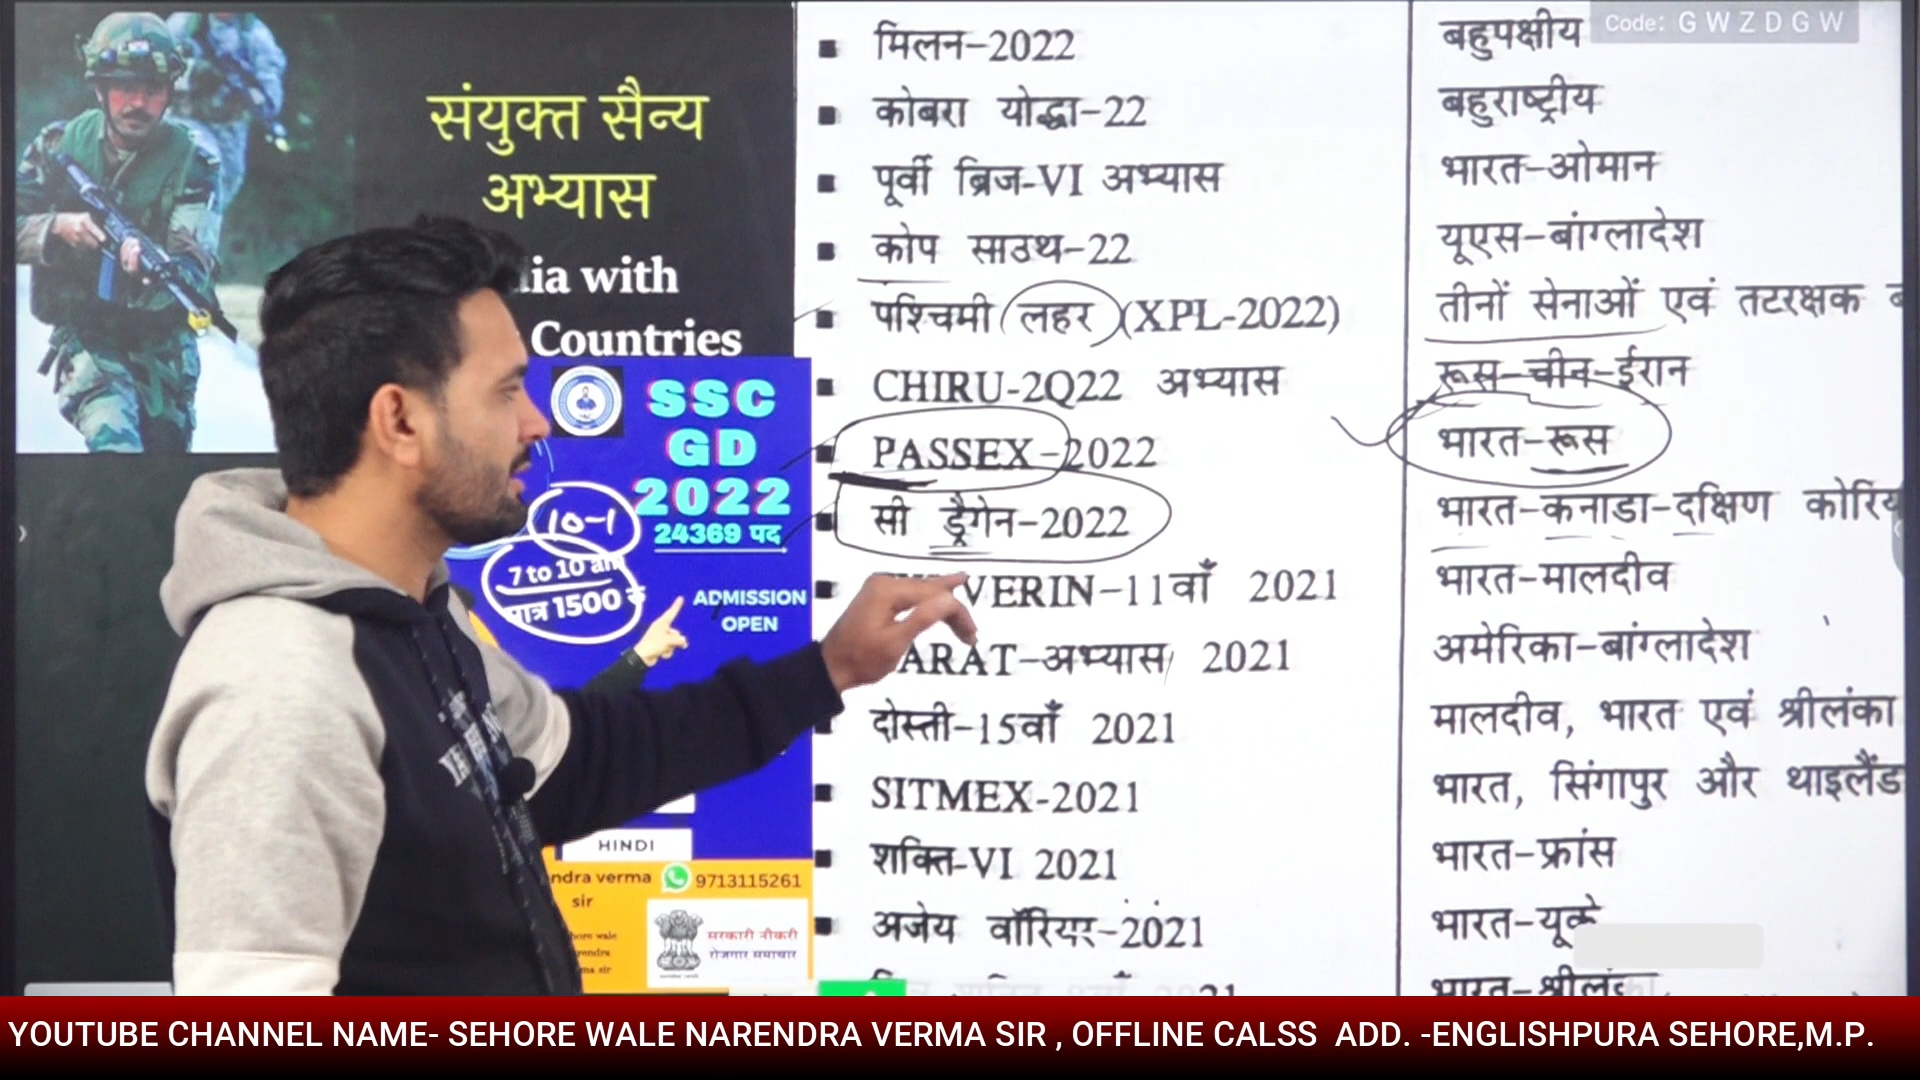 Code: G W Z D G W
संयुक्त सैन्य
अभ्यास
with
Countries
SSC
GD
2022
24369 पद
10-1
7 to 10 am
मात्र 1500
ADMISSION
OPEN
HINDI
verma
sir
9713115261
सरकारी नौकरी
रोजगार समाचार
मिलन-2022 बहुपक्षीय
कोबरा योद्धा-22 बहुराष्ट्रीय
पूर्वी ब्रिज-VI अभ्यास भारत-ओमान
कोप साउथ-22 यूएस-बांग्लादेश
पश्चिमी लहर (XPL-2022) तीनों सेनाओं एवं तटरक्षक
CHIRU-2Q22 अभ्यास रूस-चीन-ईरान
PASSEX-2022 भारत-रूस
सी ड्रैगेन-2022 भारत-कनाडा-दक्षिण
VERIN-11वाँ 2021 भारत-मालदीव
ARAT-अभ्यास 2021 अमेरिका-बांग्लादेश
दोस्ती-15वाँ 2021 मालदीव, भारत एवं श्रीलंका
SITMEX-2021 भारत, सिंगापुर और थाइलैंड
शक्ति-VI 2021 भारत-फ्रांस
अजेय वॉरियर-2021 भारत-यूके
भारत-श्रीलंका
YOUTUBE CHANNEL NAME- SEHORE WALE NARENDRA VERMA SIR , OFFLINE CALSS ADD. -ENGLISHPURA SEHORE,M.P.